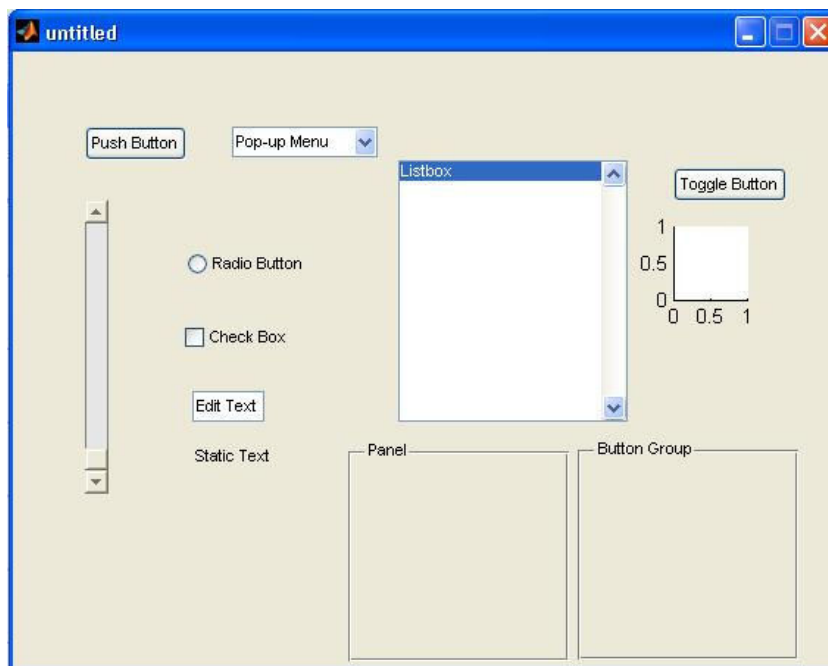 untitled
Push Button
Pop-up Menu
Listbox
Toggle Button
1
0.5
0
0 0.5 1
Radio Button
Check Box
Edit Text
Static Text
Panel
Button Group